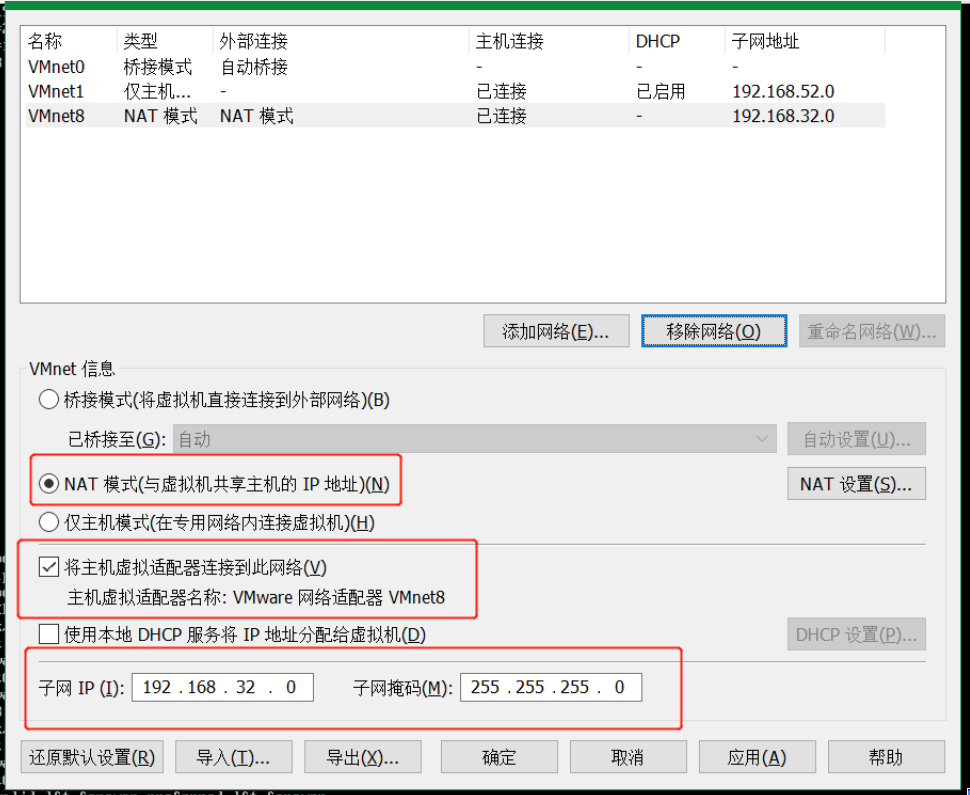 名称 类型 外部连接 主机连接 DHCP 子网地址
VMnet0 桥接模式 自动桥接 - - -
VMnet1 仅主机... - 已连接 已启用 192.168.52.0
VMnet8 NAT 模式 NAT 模式 已连接 - 192.168.32.0
添加网络(E)... 移除网络(O) 重命名网络(W)...
VMnet 信息
桥接模式(将虚拟机直接连接到外部网络)(B)
已桥接至(G): 自动 自动设置(U)...
NAT 模式(与虚拟机共享主机的 IP 地址)(N) NAT 设置(S)...
仅主机模式(在专用网络内连接虚拟机)(H)
将主机虚拟适配器连接到此网络(V)
主机虚拟适配器名称: VMware 网络适配器 VMnet8
使用本地 DHCP 服务将 IP 地址分配给虚拟机(D) DHCP 设置(P)...
子网 IP (I): 192 . 168 . 32 . 0 子网掩码(M): 255 . 255 . 255 . 0
还原默认设置(R) 导入(T)... 导出(X)... 确定 取消 应用(A) 帮助